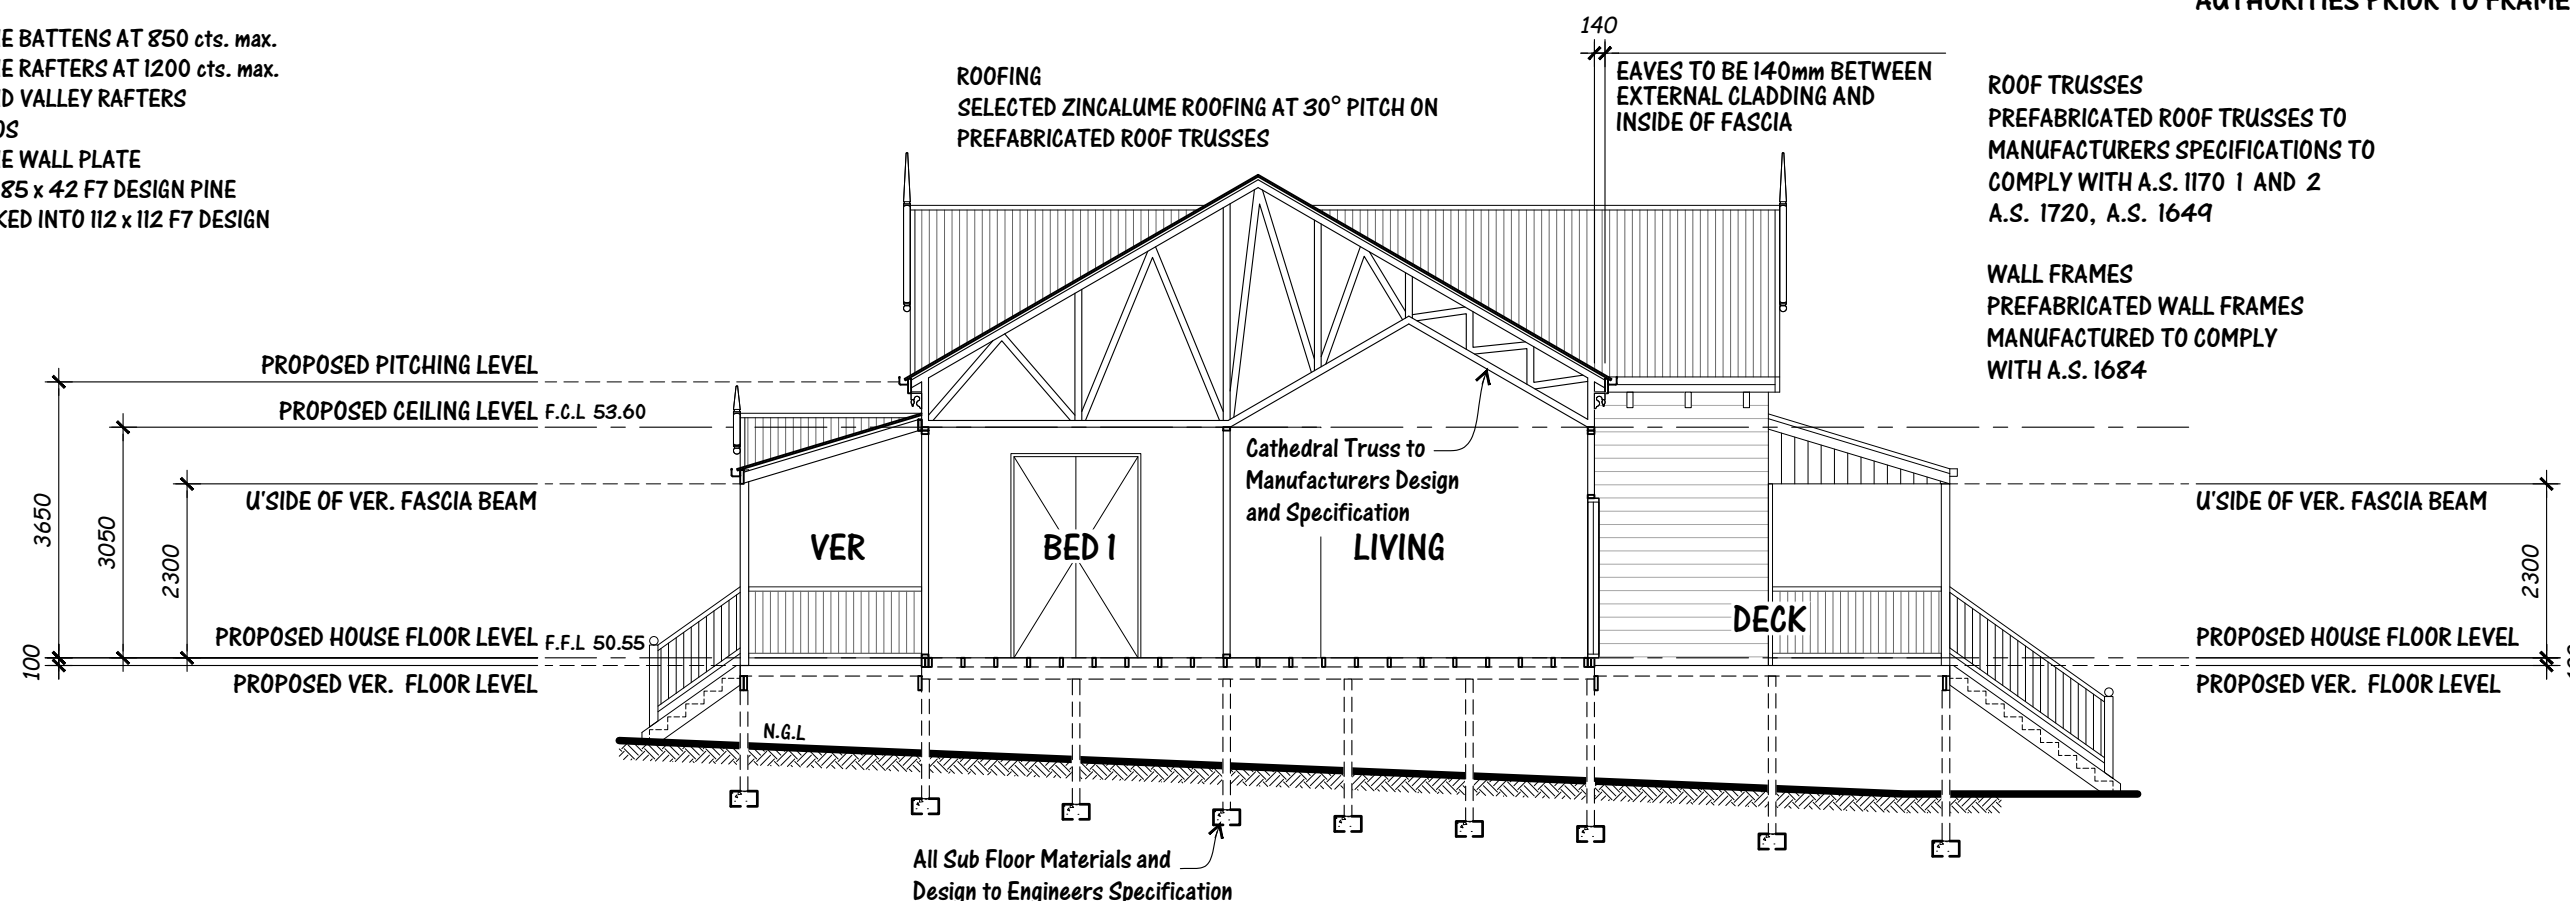 AUTHORITIES PRIOR TO FRAME
BATTENS AT 850 cts. max.
RAFTERS AT 1200 cts. max.
VALLEY RAFTERS
WALL PLATE
85 x 42 F7 DESIGN PINE
INTO 112 x 112 F7 DESIGN
ROOFING
SELECTED ZINCALUME ROOFING AT 30° PITCH ON
PREFABRICATED ROOF TRUSSES
140
EAVES TO BE 140mm BETWEEN
EXTERNAL CLADDING AND
INSIDE OF FASCIA
ROOF TRUSSES
PREFABRICATED ROOF TRUSSES TO
MANUFACTURERS SPECIFICATIONS TO
COMPLY WITH A.S. 1170 1 AND 2
A.S. 1720, A.S. 1649
WALL FRAMES
PREFABRICATED WALL FRAMES
MANUFACTURED TO COMPLY
WITH A.S. 1684
PROPOSED PITCHING LEVEL
PROPOSED CEILING LEVEL F.C.L 53.60
U'SIDE OF VER. FASCIA BEAM
PROPOSED HOUSE FLOOR LEVEL F.F.L 50.55
PROPOSED VER. FLOOR LEVEL
3650
3050
2300
100
Cathedral Truss to
Manufacturers Design
and Specification
VER
BED 1
LIVING
DECK
N.G.L
All Sub Floor Materials and
Design to Engineers Specification
U'SIDE OF VER. FASCIA BEAM
2300
PROPOSED HOUSE FLOOR LEVEL
PROPOSED VER. FLOOR LEVEL